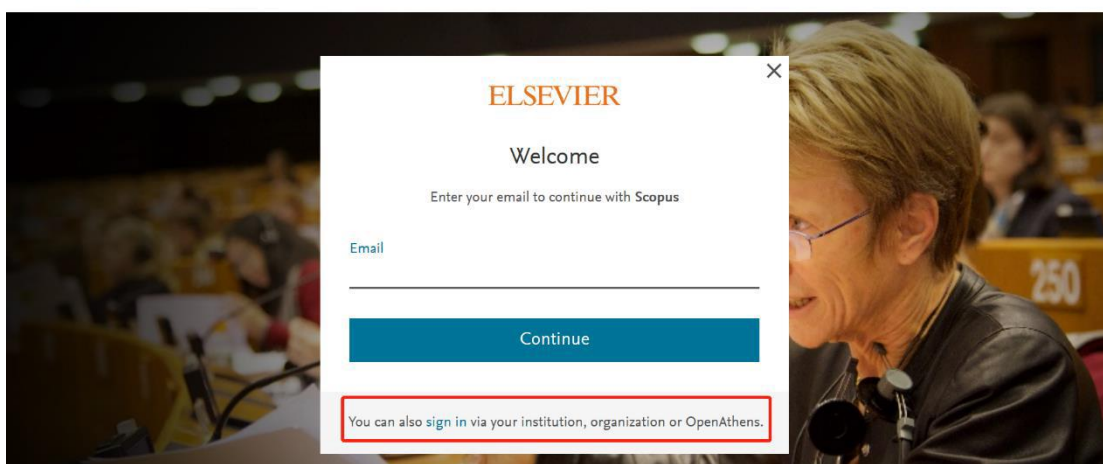 ELSEVIER
Welcome
Enter your email to continue with Scopus
Email
Continue
You can also sign in via your institution, organization or OpenAthens.
250